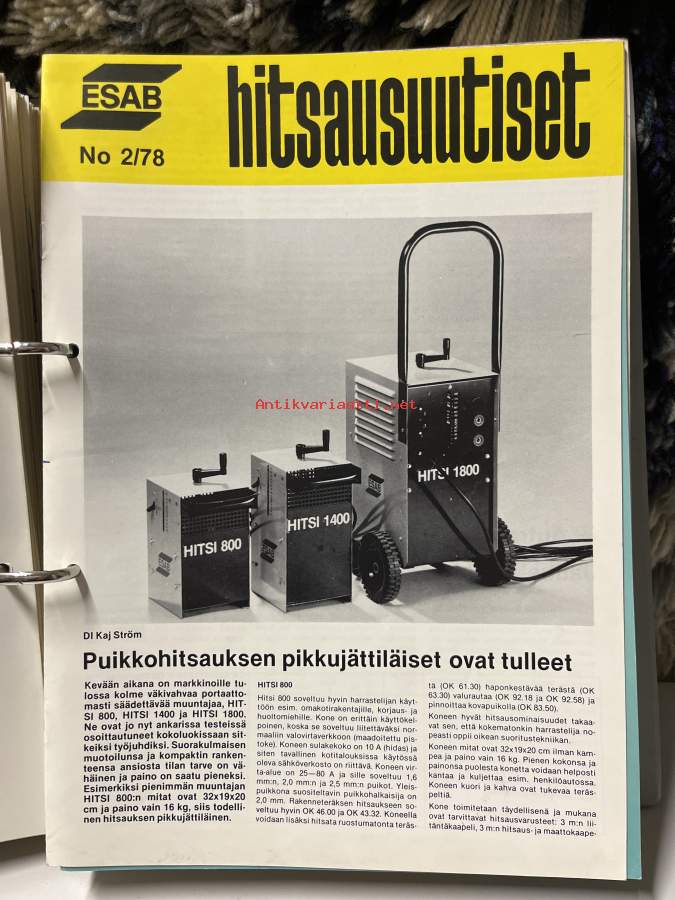 ESAB
No 2/78
hitsausuutiset
Antikvariaatti.net
HITSI 800
HITSI 1400
HITSI 1800
ESAB
DI Kaj Ström
Puikkohitsauksen pikkujättiläiset ovat tulleet
Kevään aikana on markkinoille tu-
lossa kolme väkivahvaa portaatto-
masti säädettävää muuntajaa, HIT-
SI 800, HITSI 1400 ja HITSI 1800.
Ne ovat jo nyt ankarissa testeissä
osoittautuneet kokoluokissaan sit-
keiksi työjuhdiksi. Suorakulmaisen
muotoilunsa ja kompaktin raken-
teensa ansiosta tilan tarve on vä-
häinen ja paino on saatu pieneksi.
Esimerkiksi pienimmän muuntajan
HITSI 800:n mitat ovat 32x19x20
cm ja paino vain 16 kg, siis todelli-
nen hitsauksen pikkujättiläinen.
HITSI 800
Hitsi 800 soveltuu hyvin harrastelijan käyt-
töön esim. omakotirakentajille, korjaus- ja
huoltomiehille. Kone on erittäin käyttökel-
poinen, koska se soveltuu liitettäväksi nor-
maaliin valovirtaverkkoon (maadoitettu pis-
toke). Koneen sulakekoko on 10 A (hidas) ja
siten tavallinen kotitalouksissa käytössä
oleva sähköverkosto on riittävä. Koneen vir-
ta-alue on 25—80 A ja sille soveltuu 1,6
mm:n, 2,0 mm:n ja 2,5 mm:n puikot. Yleis-
puikkona suositeltavin puikkohalkaisija on
2,0 mm. Rakenneteräksen hitsaukseen so-
veltuu hyvin OK 46.00 ja OK 43.32. Koneella
voidaan lisäksi hitsata ruostumatonta teräs-
tä (OK 61.30) haponkestävää terästä (OK
63.30) valurautaa (OK 92.18 ja OK 92.58) ja
pinnoittaa kovapuikolla (OK 83.50).
Koneen hyvät hitsausominaisuudet takaa-
vat sen, että kokematonkin harrastelija no-
peasti oppii oikean suoritustekniikan.
Koneen mitat ovat 32x19x20 cm ilman kam-
pea ja paino vain 16 kg. Pienen kokonsa ja
painonsa puolesta konetta voidaan helposti
kantaa ja kuljettaa esim. henkilöautossa.
Koneen kuori ja kahva ovat tukevaa teräs-
peltiä.
Kone toimitetaan täydellisenä ja mukana
ovat tarvittavat hitsausvarusteet: 3 m:n lii-
täntäkaapeli, 3 m:n hitsaus- ja maattokaape-